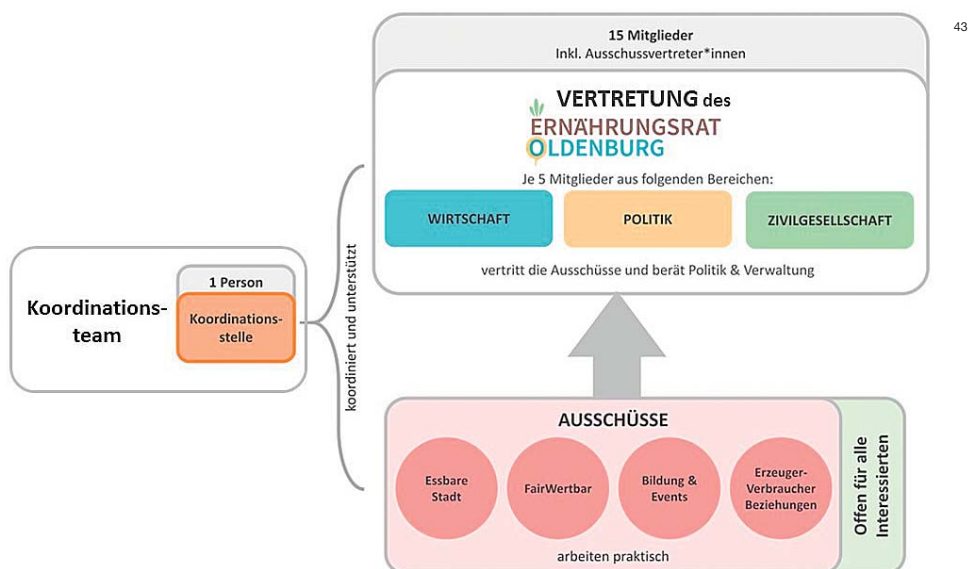 43
15 Mitglieder
Inkl. Ausschussvertreter*innen
VERTRETUNG des
ERNÄHRUNGSRAT
OLDENBURG
Je 5 Mitglieder aus folgenden Bereichen:
WIRTSCHAFT
POLITIK
ZIVILGESELLSCHAFT
vertritt die Ausschüsse und berät Politik & Verwaltung
Koordinations-
team
1 Person
Koordinations-
stelle
koordiniert und unterstützt
AUSSCHÜSSE
Essbare
Stadt
FairWertbar
Bildung &
Events
Erzeuger-
Verbraucher
Beziehungen
arbeiten praktisch
Offen für alle
Interessierten